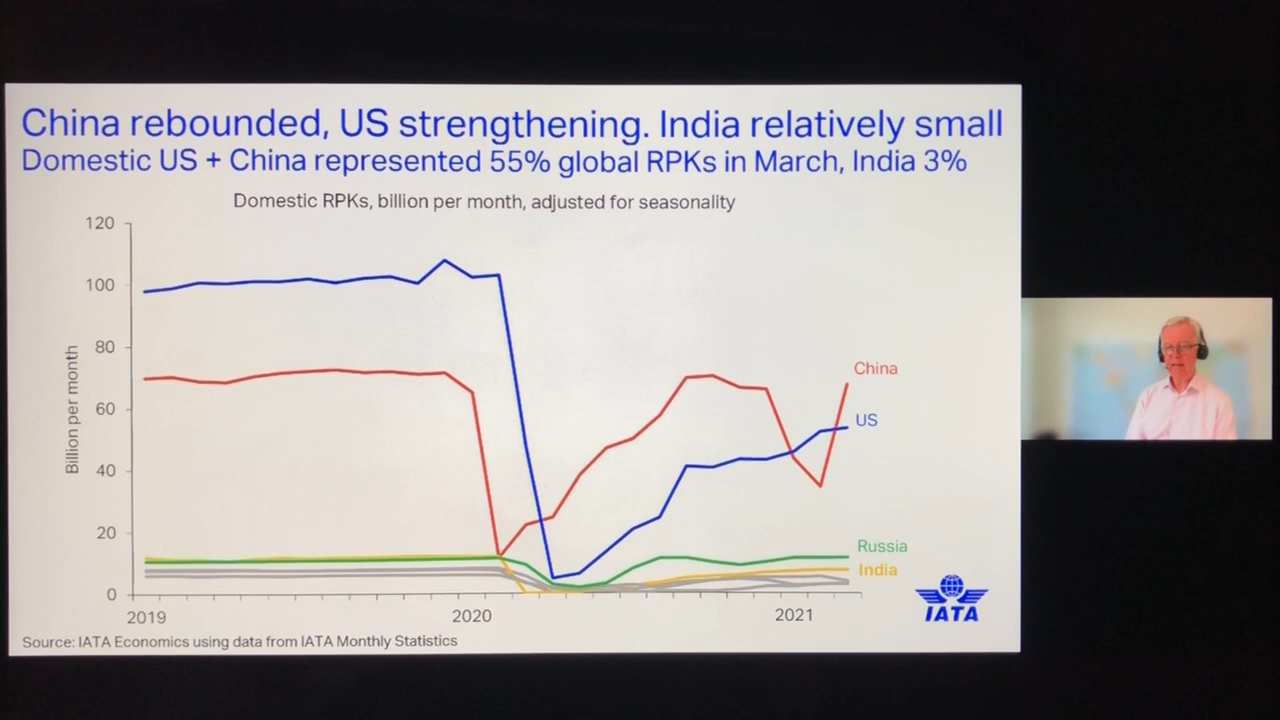 China rebounded, US strengthening. India relatively small
Domestic US + China represented 55% global RPKs in March, India 3%
Domestic RPKs, billion per month, adjusted for seasonality
Billion per month
120
100
80
60
40
20
0
2019
2020
2021
China
US
Russia
India
IATA
Source: IATA Economics using data from IATA Monthly Statistics